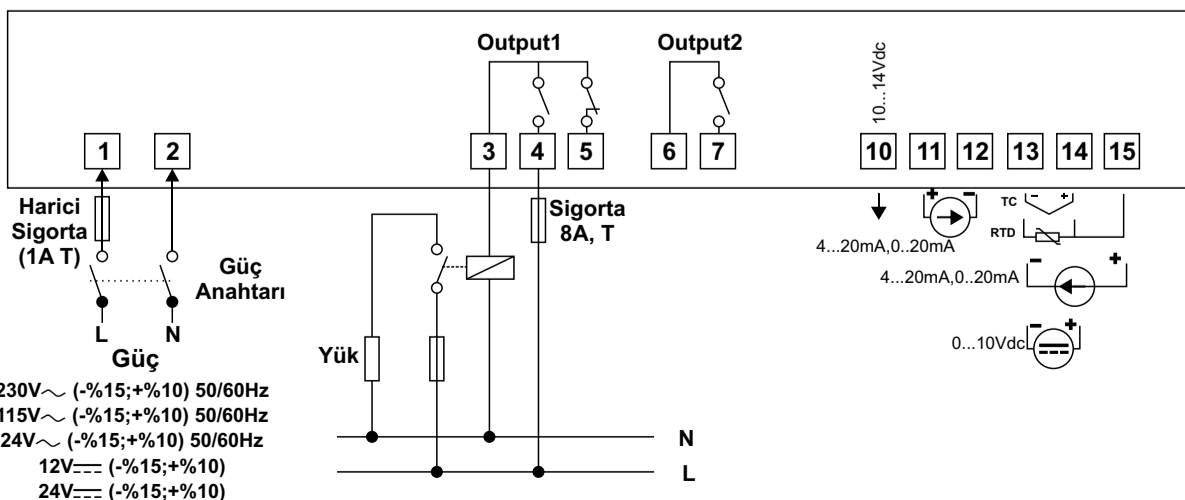 Output1
Output2
10...14Vdc
1
2
3
4
5
6
7
10
11
12
13
14
15
Harici
Sigorta
(1A T)
Güç
Anahtarı
L
N
Güç
230V~ (-%15;+%10) 50/60Hz
115V~ (-%15;+%10) 50/60Hz
24V~ (-%15;+%10) 50/60Hz
12V⎓ (-%15;+%10)
24V⎓ (-%15;+%10)
Sigorta
8A, T
Yük
N
L
4...20mA,0..20mA
+ -
TC
- +
RTD
4...20mA,0...20mA
- +
0...10Vdc
- +